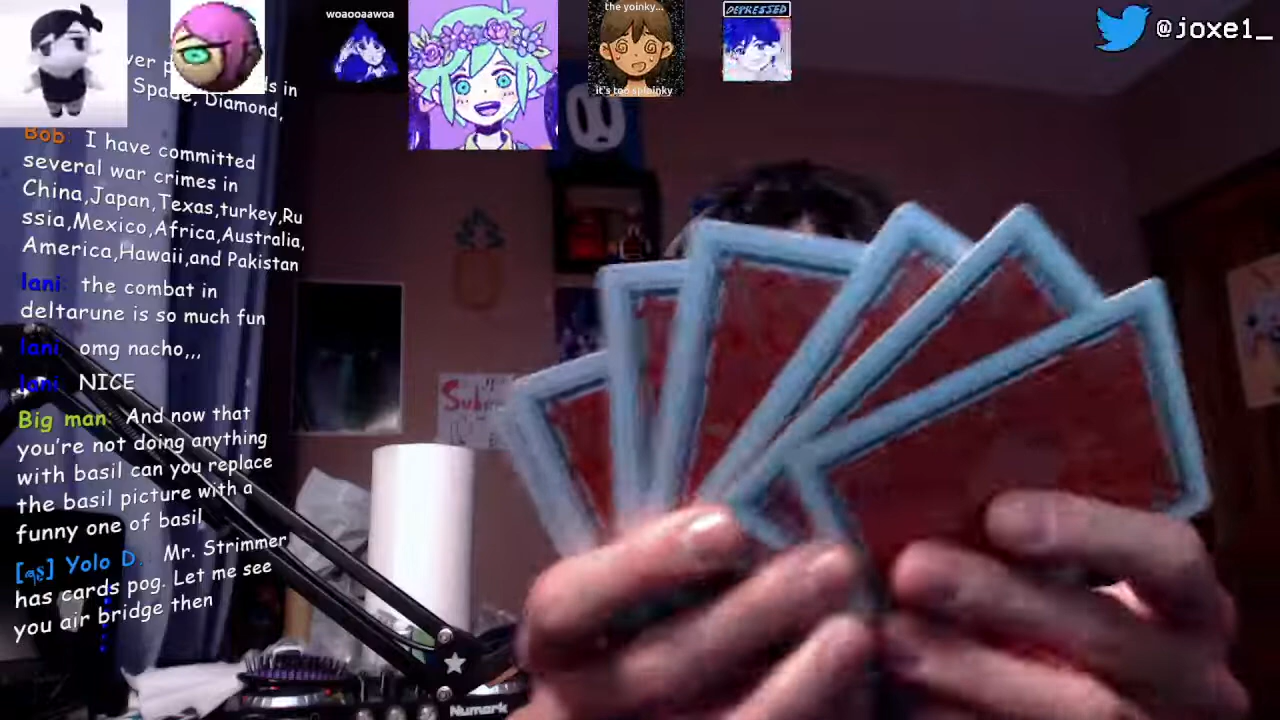 woaooaawoa
the yoinky...
it's too sploinky
DEPRESSED
@joxe1_
ds in
Spade, Diamond,
Bob: I have committed
several war crimes in
China,Japan,Texas,turkey,Ru
ssia,Mexico,Africa,Australia,
America,Hawaii,and Pakistan
lani: the combat in
deltarune is so much fun
lani: omg nacho,,,
lani: NICE
Big man: And now that
you're not doing anything
with basil can you replace
the basil picture with a
funny one of basil
Yolo D.: Mr. Strimmer
has cards pog. Let me see
you air bridge then
Numark